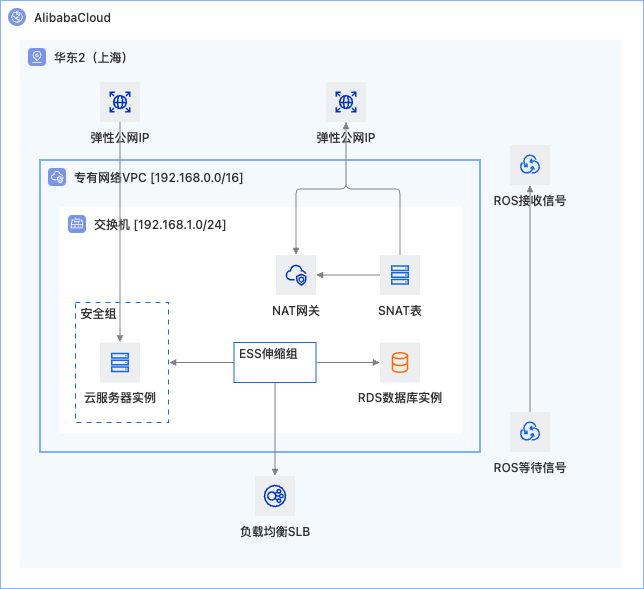 AlibabaCloud
华东2（上海）
弹性公网IP
弹性公网IP
专有网络VPC [192.168.0.0/16]
ROS接收信号
交换机 [192.168.1.0/24]
NAT网关
SNAT表
安全组
ESS伸缩组
云服务器实例
RDS数据库实例
ROS等待信号
负载均衡SLB